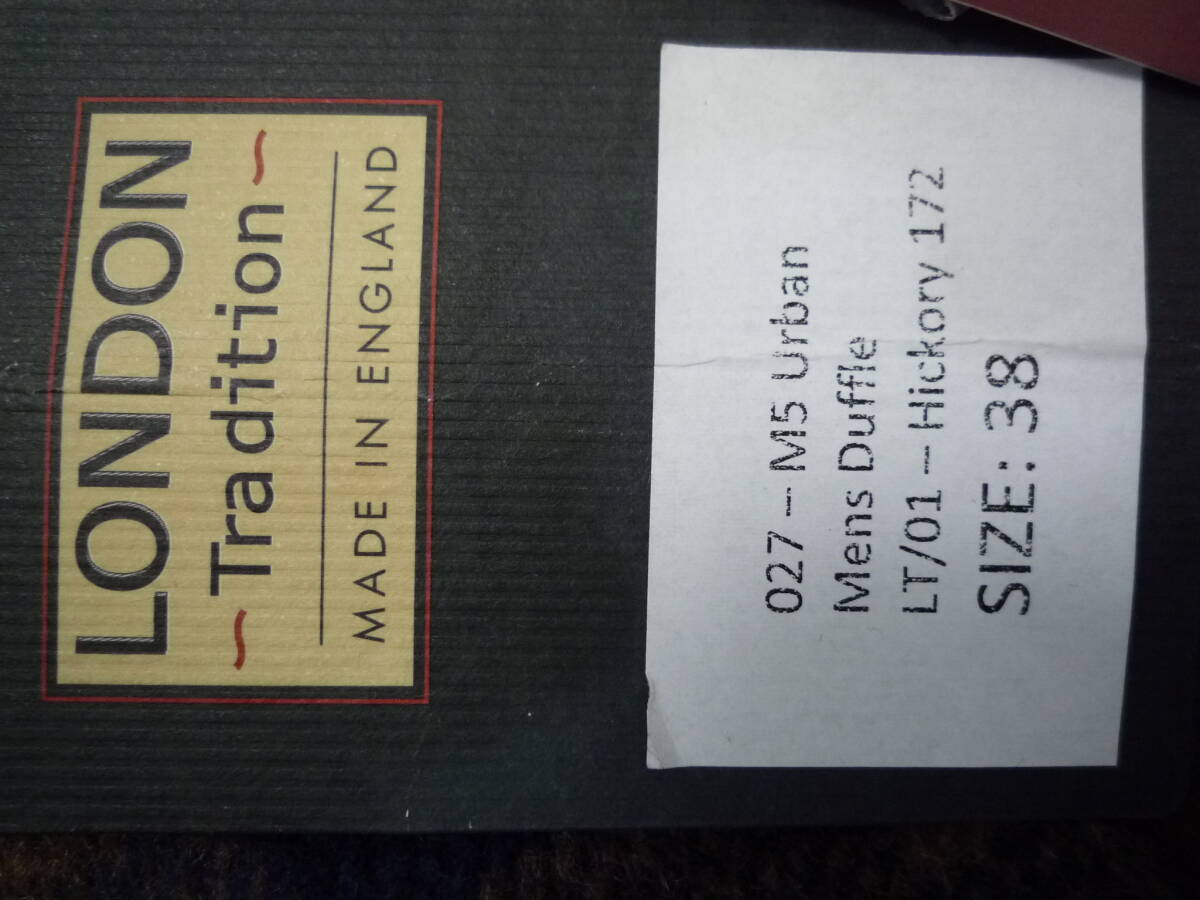 LONDON
~ Tradition ~
MADE IN ENGLAND
027 – M5 Urban
Mens Duffle
LT/01 – Hickory 172
SIZE: 38